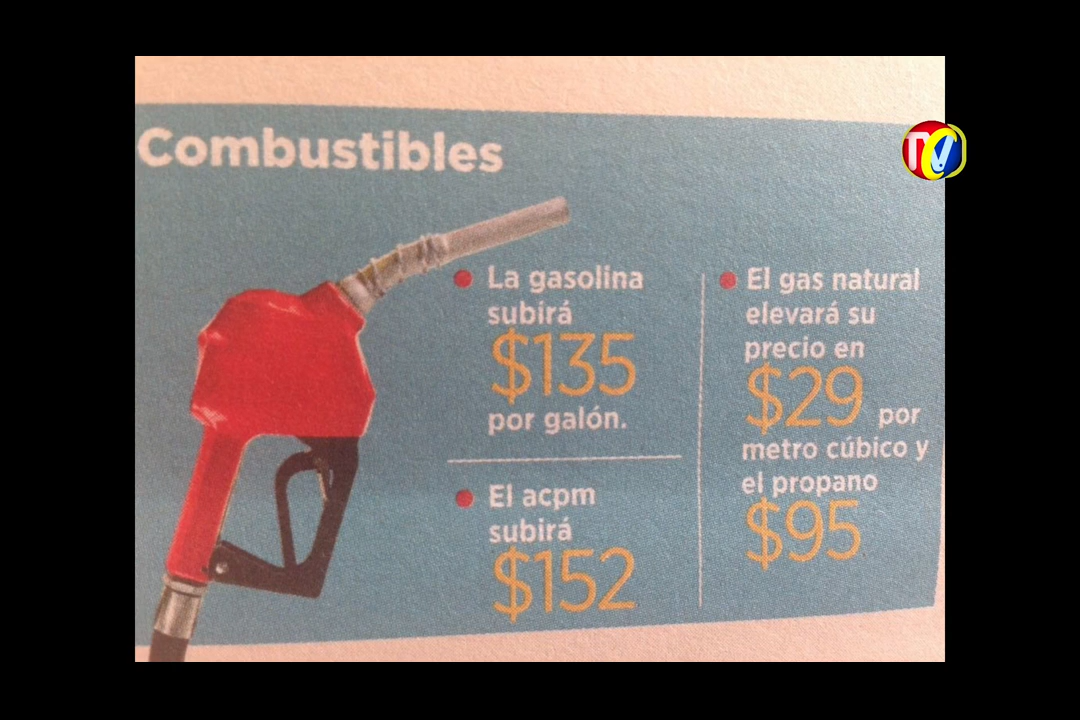 Combustibles
La gasolina
subirá
$135
por galón.
El acpm
subirá
$152
El gas natural
elevará su
precio en
$29 por
metro cúbico y
el propano
$95
TVC